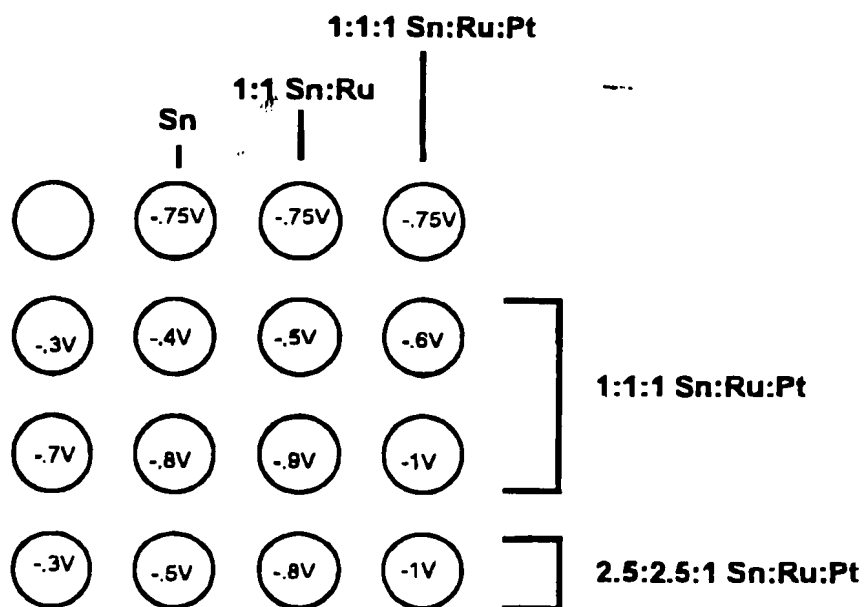 1:1:1 Sn:Ru:Pt
1:1 Sn:Ru
Sn
-.75V -.75V -.75V
-.3V -.4V -.5V -.6V
1:1:1 Sn:Ru:Pt
-.7V -.8V -.9V -1V
-.3V -.5V -.8V -1V
2.5:2.5:1 Sn:Ru:Pt